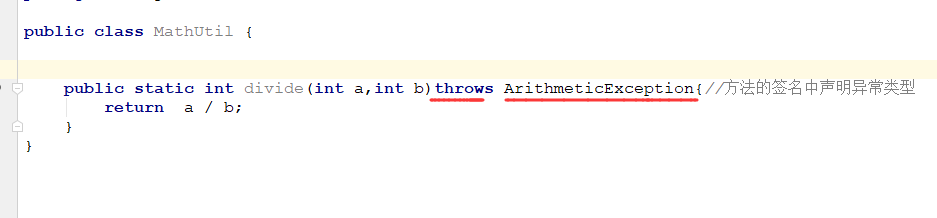 public class MathUtil {
public static int divide(int a,int b)throws ArithmeticException{//方法的签名中声明异常类型
return a / b;
}
}